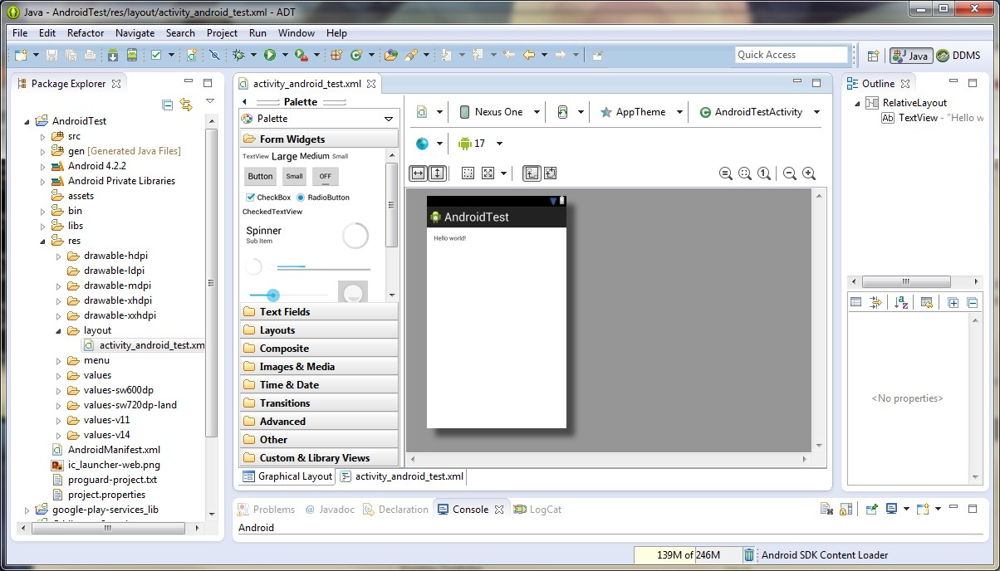 Java - AndroidTest/res/layout/activity_android_test.xml - ADT
File Edit Refactor Navigate Search Project Run Window Help
Quick Access
Java
DDMS
Package Explorer
AndroidTest
src
gen [Generated Java Files]
Android 4.2.2
Android Private Libraries
assets
bin
libs
res
drawable-hdpi
drawable-ldpi
drawable-mdpi
drawable-xhdpi
drawable-xxhdpi
layout
activity_android_test.xm
menu
values
values-sw600dp
values-sw720dp-land
values-v11
values-v14
AndroidManifest.xml
ic_launcher-web.png
proguard-project.txt
project.properties
google-play-services_lib
activity_android_test.xml
Palette
Palette
Form Widgets
TextView Large Medium Small
Button Small OFF
CheckBox RadioButton
CheckedTextView
Spinner
Sub Item
Text Fields
Layouts
Composite
Images & Media
Time & Date
Transitions
Advanced
Other
Custom & Library Views
Nexus One
AppTheme
AndroidTestActivity
17
AndroidTest
Hello world!
Graphical Layout
activity_android_test.xml
Outline
RelativeLayout
Ab TextView - "Hello w
<No properties>
Problems @ Javadoc Declaration Console LogCat
Android
139M of 246M
Android SDK Content Loader